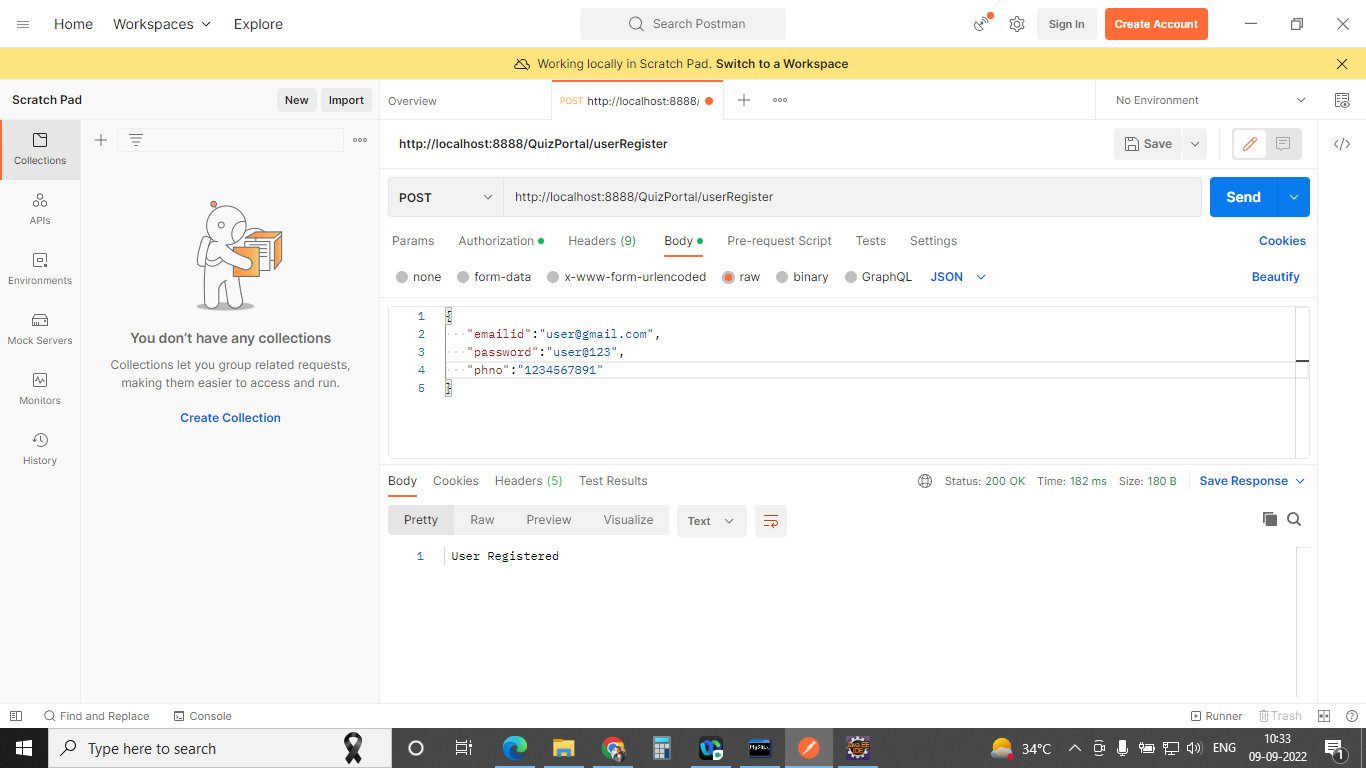 Home Workspaces Explore Search Postman Sign In Create Account
Working locally in Scratch Pad. Switch to a Workspace
Scratch Pad New Import Overview POST http://localhost:8888/ No Environment
Collections
APIs
Environments
Mock Servers
Monitors
History
You don't have any collections
Collections let you group related requests,
making them easier to access and run.
Create Collection
http://localhost:8888/QuizPortal/userRegister Save
POST http://localhost:8888/QuizPortal/userRegister Send
Params Authorization Headers (9) Body Pre-request Script Tests Settings Cookies
none form-data x-www-form-urlencoded raw binary GraphQL JSON Beautify
1 {
2 "emailid":"user@gmail.com",
3 "password":"user@123",
4 "phno":"1234567891"
5 }
Body Cookies Headers (5) Test Results Status: 200 OK Time: 182 ms Size: 180 B Save Response
Pretty Raw Preview Visualize Text
1 User Registered
Find and Replace Console Runner Trash
Type here to search MySQL 34°C ENG 10:33
09-09-2022 1